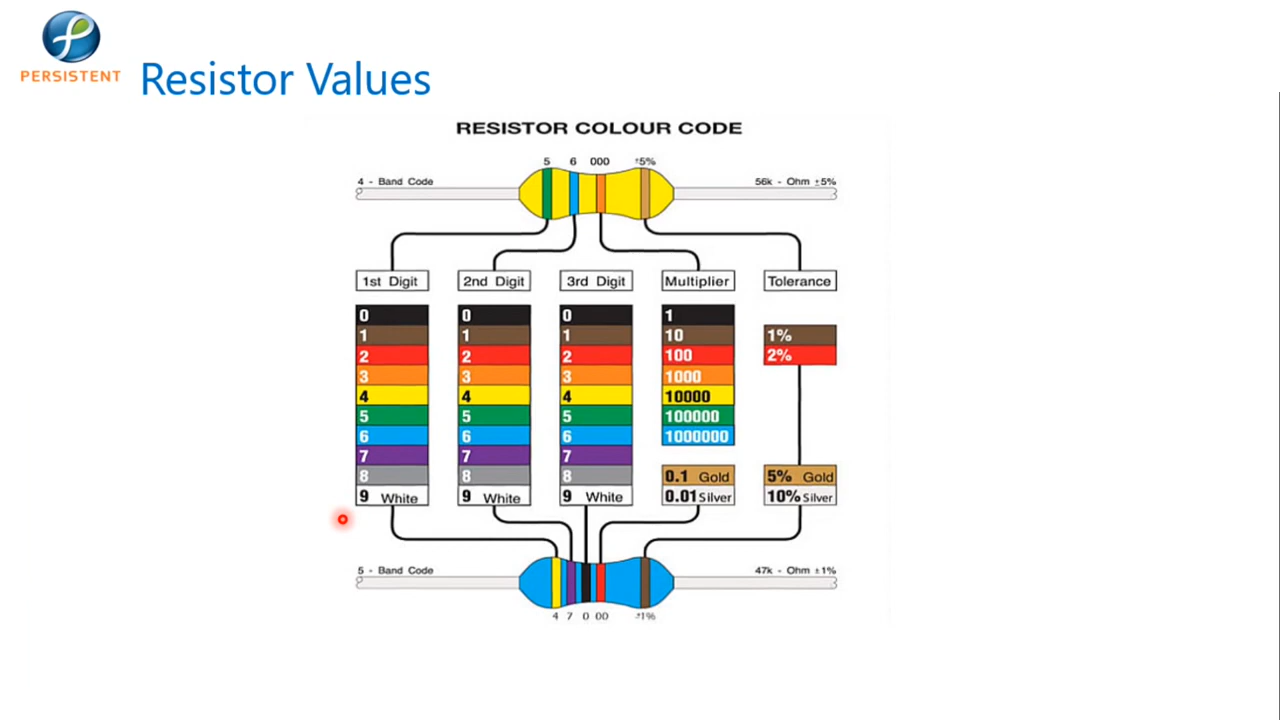 PERSISTENT
Resistor Values
RESISTOR COLOUR CODE
5 6 000 ±5%
4 - Band Code
56k - Ohm ±5%
1st Digit 2nd Digit 3rd Digit Multiplier Tolerance
0 0 0 1
1 1 1 10 1%
2 2 2 100 2%
3 3 3 1000
4 4 4 10000
5 5 5 100000
6 6 6 1000000
7 7 7
8 8 8 0.1 Gold 5% Gold
9 White 9 White 9 White 0.01 Silver 10% Silver
5 - Band Code
47k - Ohm ±1%
4 7 0 00 ±1%